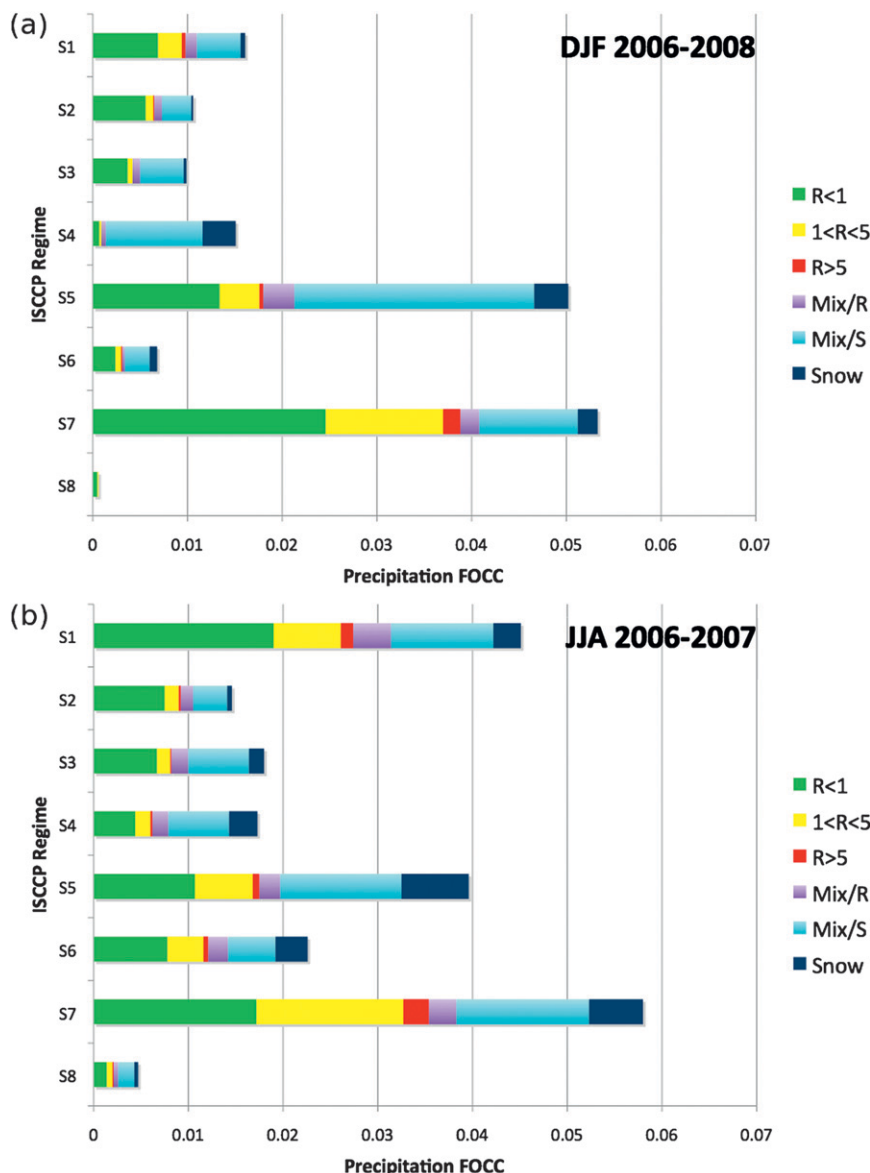 (a)
DJF 2006-2008
S1
S2
S3
S4
S5
S6
S7
S8
ISCCP Regime
0 0.01 0.02 0.03 0.04 0.05 0.06 0.07
Precipitation FOCC
R<1
1<R<5
R>5
Mix/R
Mix/S
Snow
(b)
JJA 2006-2007
S1
S2
S3
S4
S5
S6
S7
S8
ISCCP Regime
0 0.01 0.02 0.03 0.04 0.05 0.06 0.07
Precipitation FOCC
R<1
1<R<5
R>5
Mix/R
Mix/S
Snow